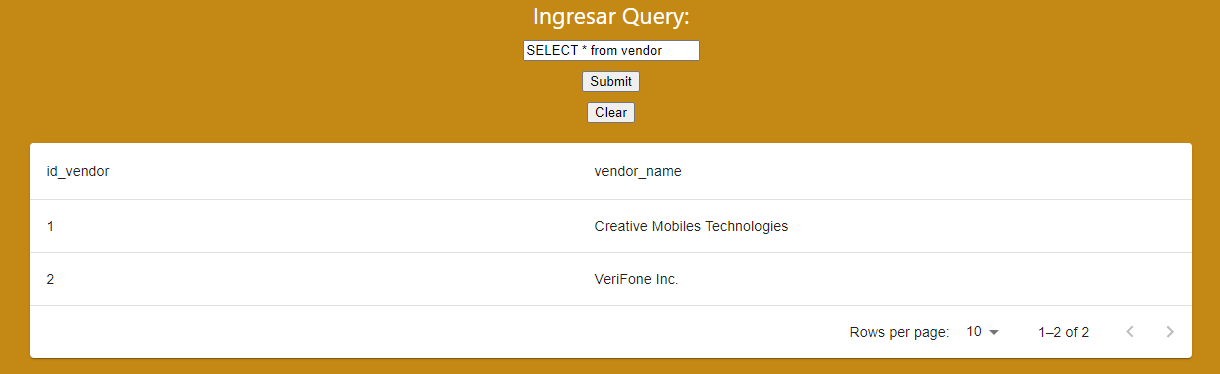 Ingresar Query:
SELECT * from vendor
Submit
Clear
id_vendor vendor_name
1 Creative Mobiles Technologies
2 VeriFone Inc.
Rows per page: 10 1–2 of 2